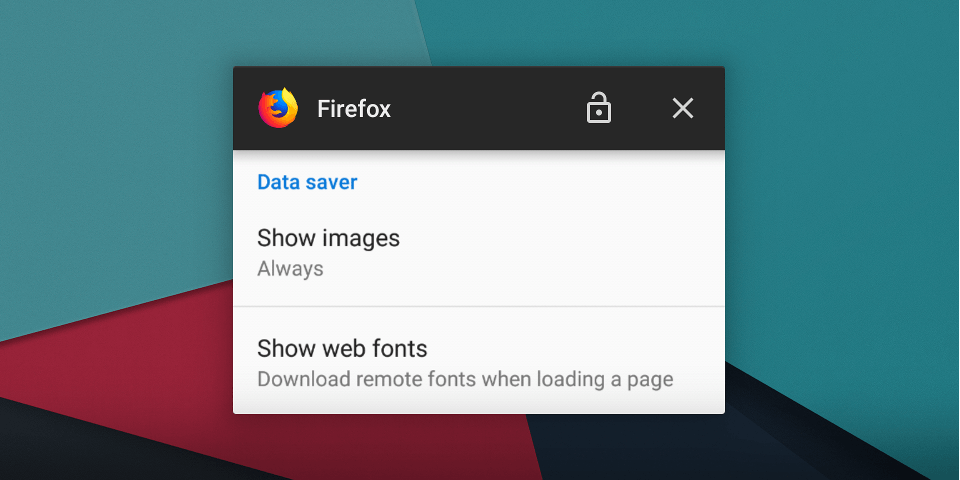 Firefox
Data saver
Show images
Always
Show web fonts
Download remote fonts when loading a page